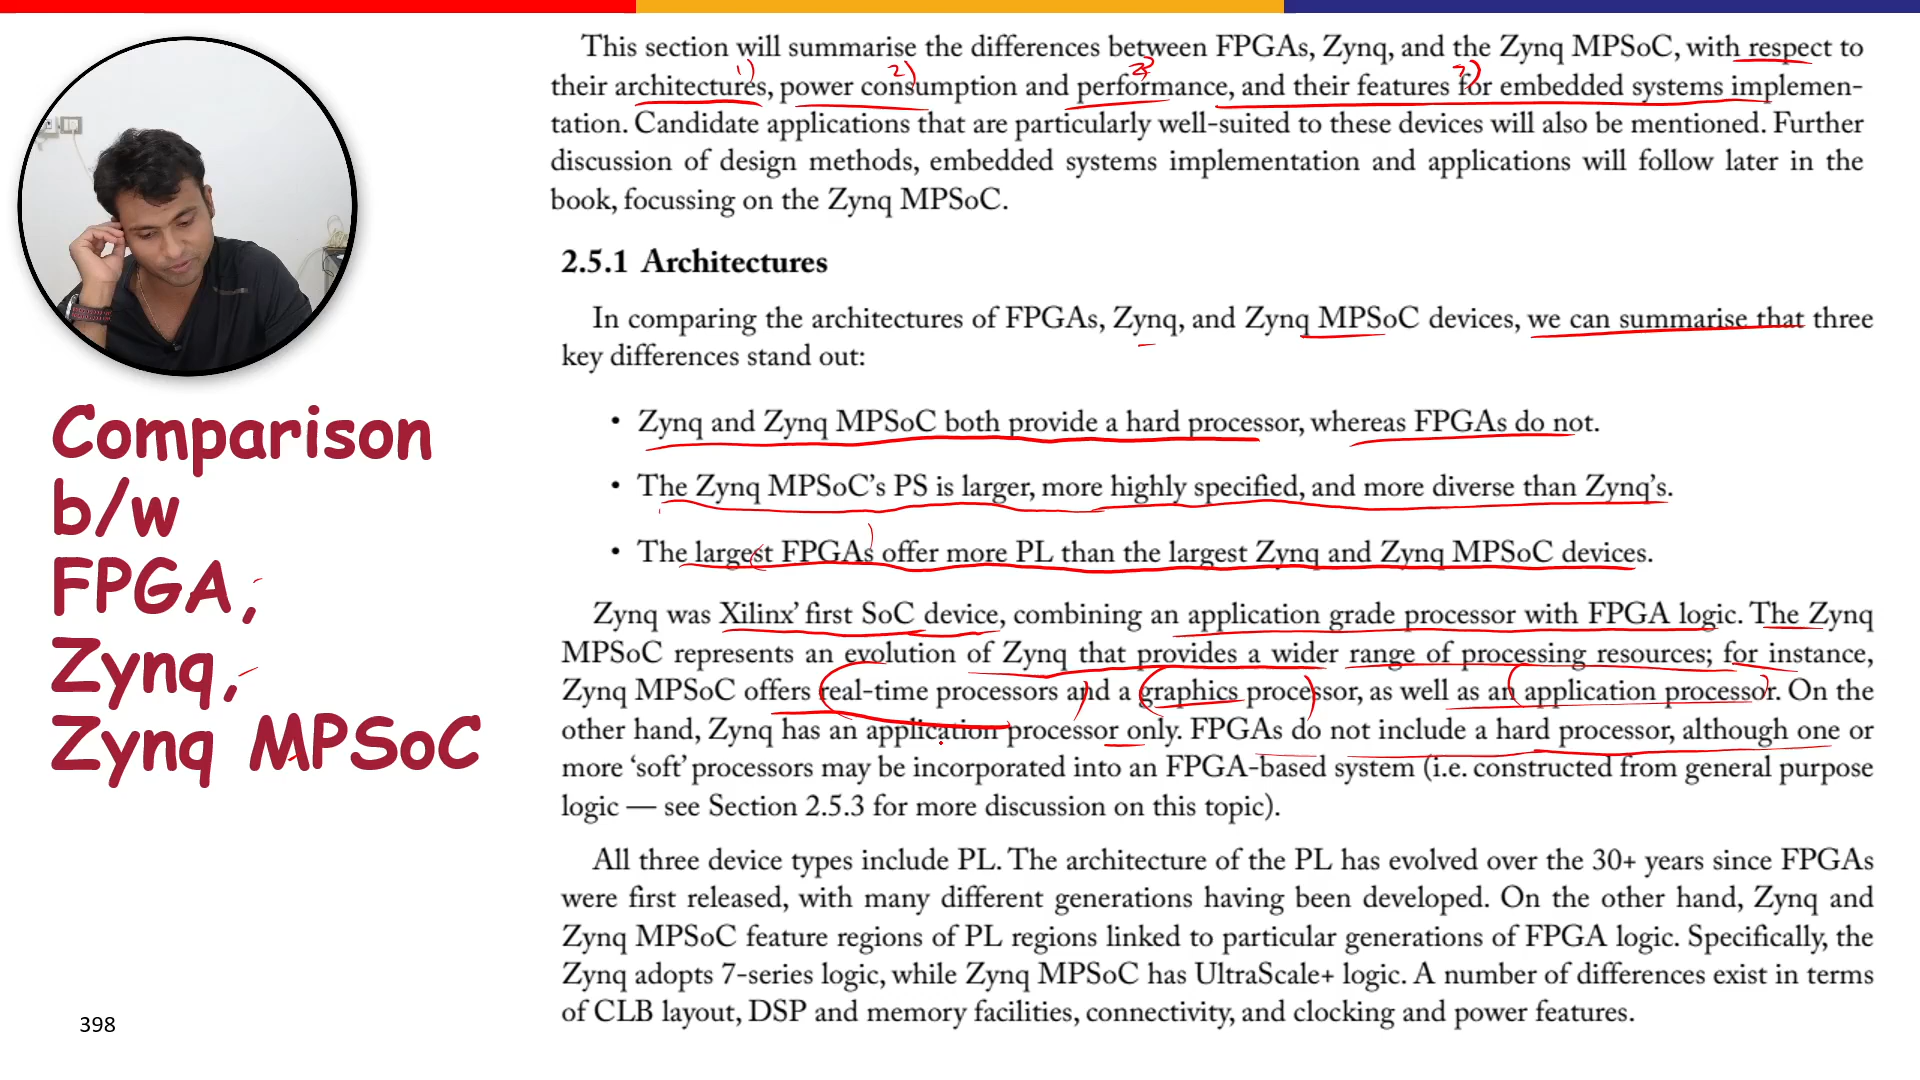 This section will summarise the differences between FPGAs, Zynq, and the Zynq MPSoC, with respect to
1) 2) 3) 3)
their architectures, power consumption and performance, and their features for embedded systems implemen-
tation. Candidate applications that are particularly well-suited to these devices will also be mentioned. Further
discussion of design methods, embedded systems implementation and applications will follow later in the
book, focussing on the Zynq MPSoC.
2.5.1 Architectures
In comparing the architectures of FPGAs, Zynq, and Zynq MPSoC devices, we can summarise that three
key differences stand out:
• Zynq and Zynq MPSoC both provide a hard processor, whereas FPGAs do not.
• The Zynq MPSoC's PS is larger, more highly specified, and more diverse than Zynq's.
• The largest FPGAs offer more PL than the largest Zynq and Zynq MPSoC devices.
Zynq was Xilinx' first SoC device, combining an application grade processor with FPGA logic. The Zynq
MPSoC represents an evolution of Zynq that provides a wider range of processing resources; for instance,
Zynq MPSoC offers real-time processors and a graphics processor, as well as an application processor. On the
other hand, Zynq has an application processor only. FPGAs do not include a hard processor, although one or
more ‘soft’ processors may be incorporated into an FPGA-based system (i.e. constructed from general purpose
logic — see Section 2.5.3 for more discussion on this topic).
All three device types include PL. The architecture of the PL has evolved over the 30+ years since FPGAs
were first released, with many different generations having been developed. On the other hand, Zynq and
Zynq MPSoC feature regions of PL regions linked to particular generations of FPGA logic. Specifically, the
Zynq adopts 7-series logic, while Zynq MPSoC has UltraScale+ logic. A number of differences exist in terms
of CLB layout, DSP and memory facilities, connectivity, and clocking and power features.
Comparison
b/w
FPGA,
Zynq,
Zynq MPSoC
398